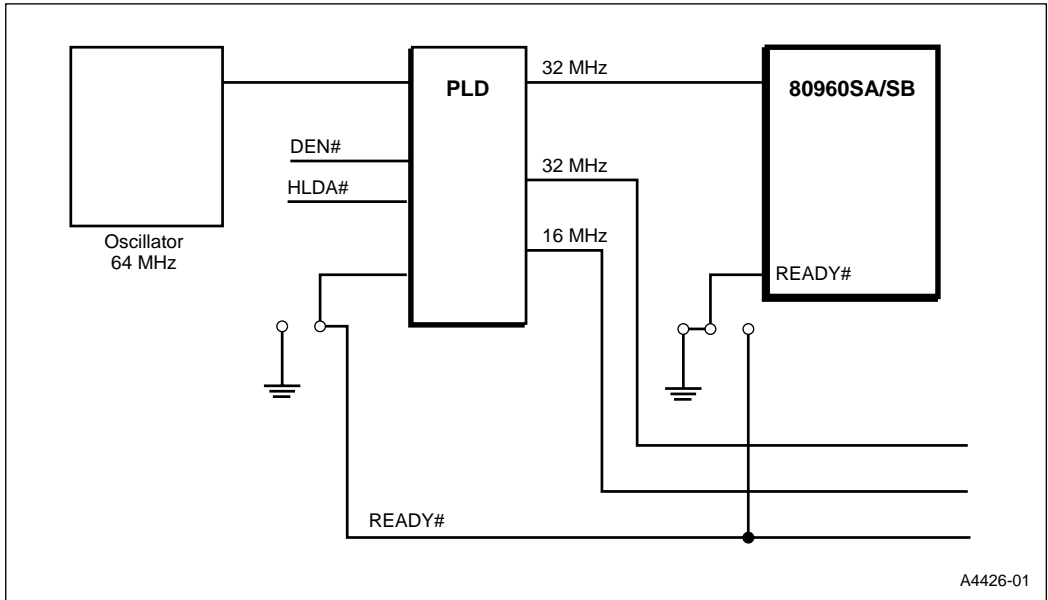 32 MHz
PLD
80960SA/SB
DEN#
32 MHz
HLDA#
Oscillator
64 MHz
16 MHz
READY#
READY#
A4426-01